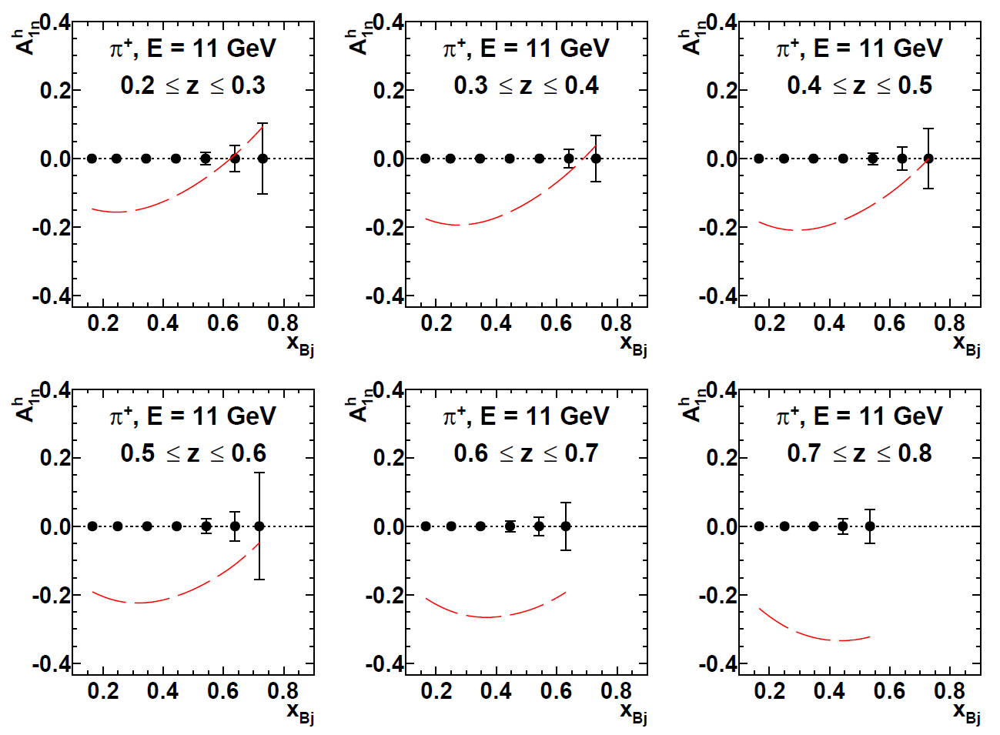 A^h_1n
0.4
0.2
0.0
-0.2
-0.4
π⁺, E = 11 GeV
0.2 ≤ z ≤ 0.3
0.2 0.4 0.6 0.8
x_Bj
A^h_1n
0.4
0.2
0.0
-0.2
-0.4
π⁺, E = 11 GeV
0.3 ≤ z ≤ 0.4
0.2 0.4 0.6 0.8
x_Bj
A^h_1n
0.4
0.2
0.0
-0.2
-0.4
π⁺, E = 11 GeV
0.4 ≤ z ≤ 0.5
0.2 0.4 0.6 0.8
x_Bj
A^h_1n
0.4
0.2
0.0
-0.2
-0.4
π⁺, E = 11 GeV
0.5 ≤ z ≤ 0.6
0.2 0.4 0.6 0.8
x_Bj
A^h_1n
0.4
0.2
0.0
-0.2
-0.4
π⁺, E = 11 GeV
0.6 ≤ z ≤ 0.7
0.2 0.4 0.6 0.8
x_Bj
A^h_1n
0.4
0.2
0.0
-0.2
-0.4
π⁺, E = 11 GeV
0.7 ≤ z ≤ 0.8
0.2 0.4 0.6 0.8
x_Bj